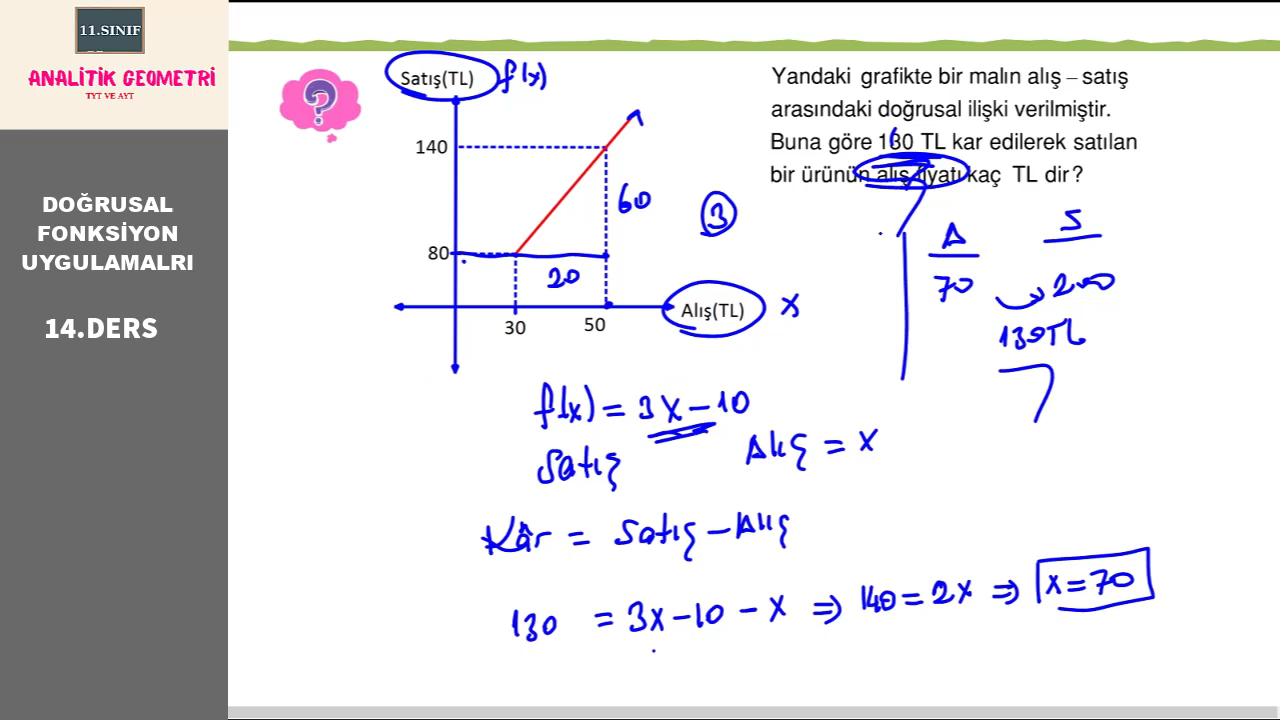 11.SINIF
ANALİTİK GEOMETRİ
TYT VE AYT
DOĞRUSAL
FONKSİYON
UYGULAMALRI
14.DERS
Satış(TL) f(x)
140
80
60
20
30
50
Alış(TL) x
3
Yandaki grafikte bir malın alış – satış
arasındaki doğrusal ilişki verilmiştir.
Buna göre 130 TL kar edilerek satılan
bir ürünün alış fiyatı kaç TL dir?
A S
70 200
130TL
f(x) = 3x – 10
Satış Alış = x
Kâr = Satış – Alış
130 = 3x – 10 – x ⇒ 140 = 2x ⇒ x = 70